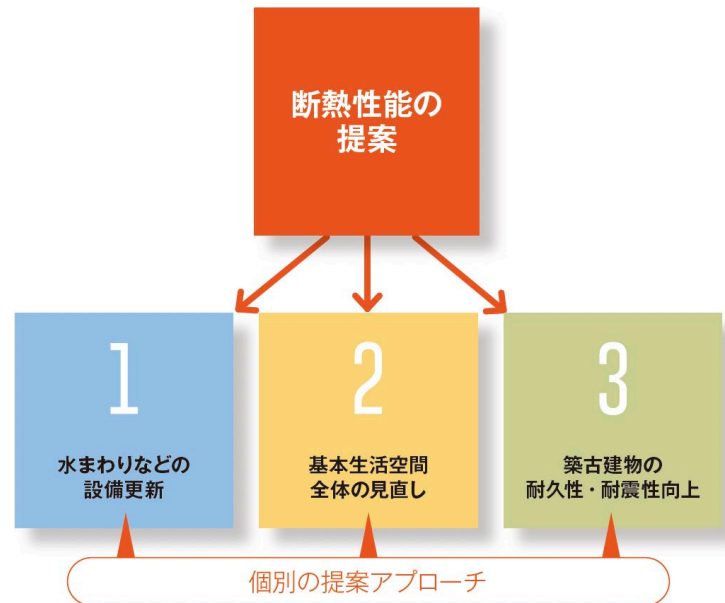 断熱性能の
提案
1
水まわりなどの
設備更新
2
基本生活空間
全体の見直し
3
築古建物の
耐久性・耐震性向上
個別の提案アプローチ